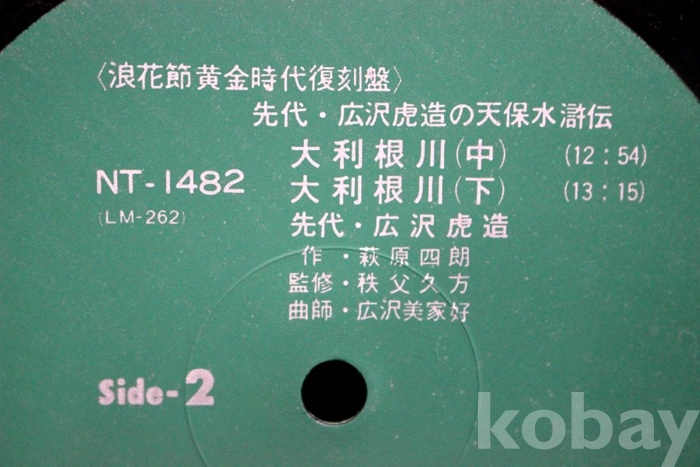 〈浪花節黄金時代復刻盤〉
先代・広沢虎造の天保水滸伝
大利根川(中) (12:54)
NT-1482
大利根川(下) (13:15)
(LM-262)
先代・広沢虎造
作・萩原四朗
監修・秩父久方
曲師・広沢美家好
Side-2
kobay